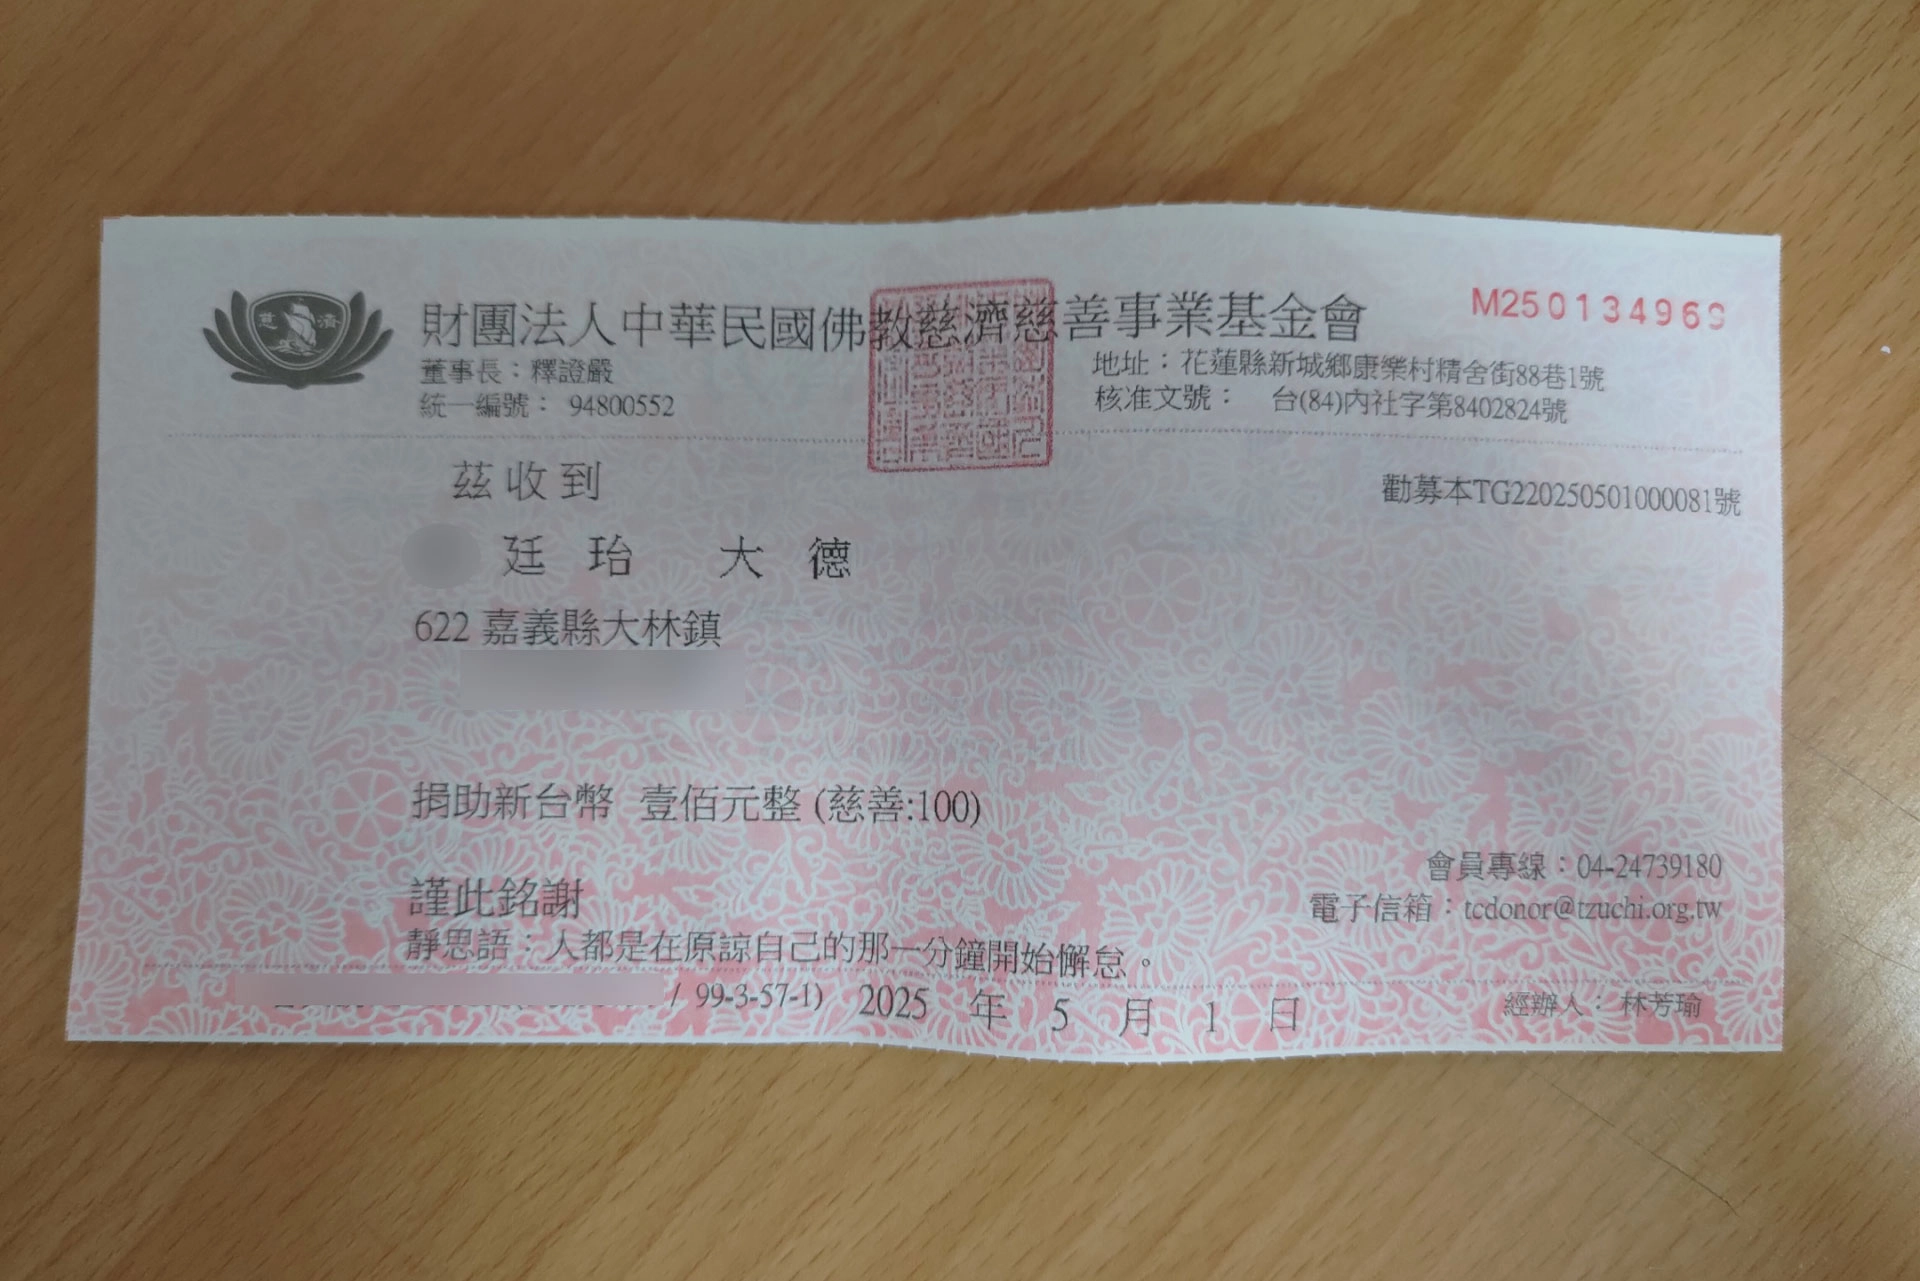 慈濟
財團法人中華民國佛教慈濟慈善事業基金會
M250134969
董事長：釋證嚴
地址：花蓮縣新城鄉康樂村精舍街88巷1號
統一編號： 94800552
核准文號： 台(84)內社字第8402824號
茲收到
勸募本TG220250501000081號
廷 珆 大 德
622 嘉義縣大林鎮
捐助新台幣 壹佰元整 (慈善:100)
會員專線：04-24739180
謹此銘謝
電子信箱：tcdonor@tzuchi.org.tw
靜思語：人都是在原諒自己的那一分鐘開始懈怠。
/ 99-3-57-1) 2025 年 5 月 1 日
經辦人： 林芳瑜